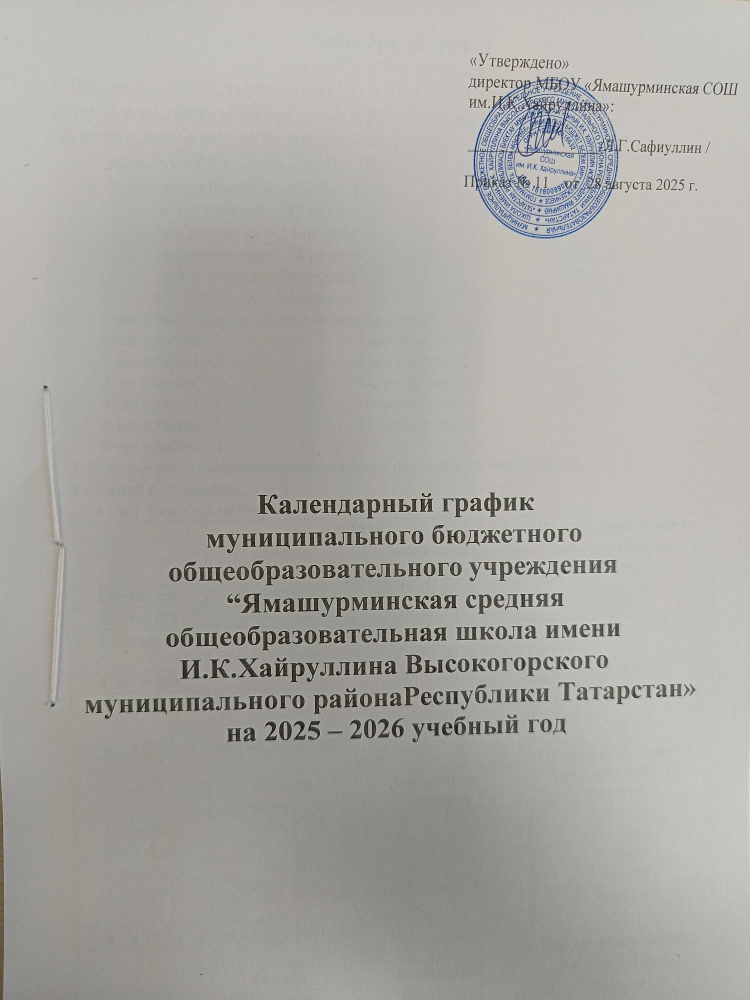 «Утверждено»
директор МБОУ «Ямашурминская СОШ
им.И.К. Хайруллина»:
Л.Г.Сафиуллин /
Приказ № 11 от 28 августа 2025 г.
«Ямашурминская
СОШ
им. И.К. Хайруллина»
Календарный график
муниципального бюджетного
общеобразовательного учреждения
“Ямашурминская средняя
общеобразовательная школа имени
И.К.Хайруллина Высокогорского
муниципального районаРеспублики Татарстан»
на 2025 – 2026 учебный год